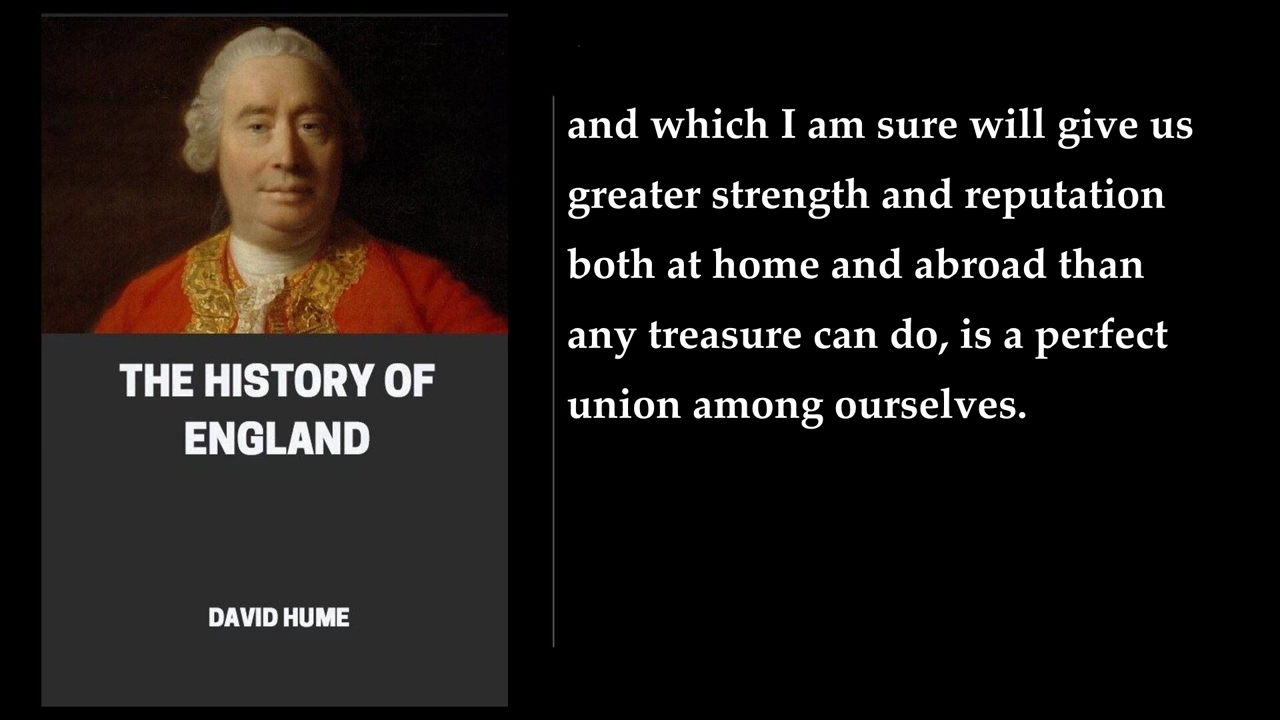 THE HISTORY OF
ENGLAND
DAVID HUME
and which I am sure will give us
greater strength and reputation
both at home and abroad than
any treasure can do, is a perfect
union among ourselves.